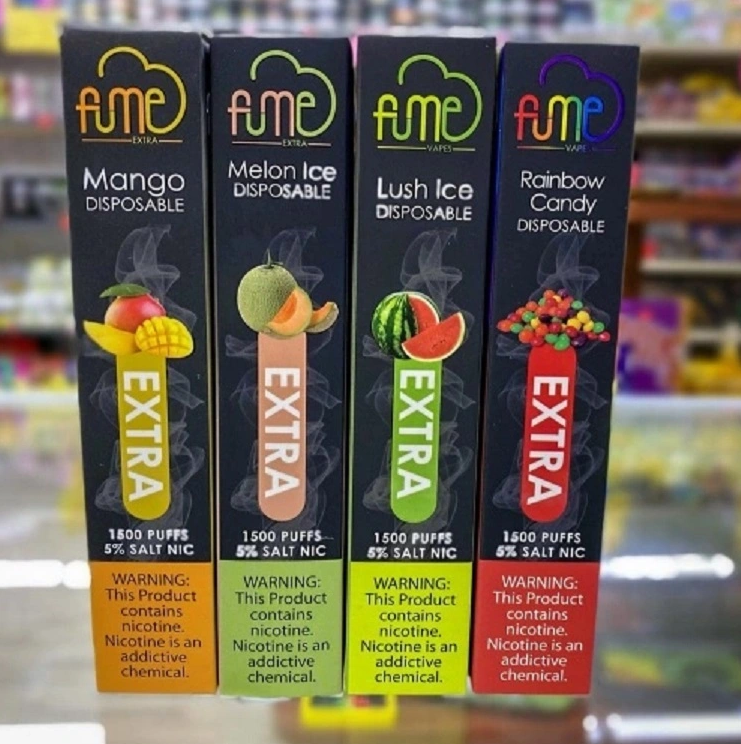 fume
EXTRA
Mango
DISPOSABLE
EXTRA
1500 PUFFS
5% SALT NIC
WARNING:
This Product
contains
nicotine.
Nicotine is an
addictive
chemical.
fume
EXTRA
Melon Ice
DISPOSABLE
EXTRA
1500 PUFFS
5% SALT NIC
WARNING:
This Product
contains
nicotine.
Nicotine is an
addictive
chemical.
fume
VAPES
Lush Ice
DISPOSABLE
EXTRA
1500 PUFFS
5% SALT NIC
WARNING:
This Product
contains
nicotine.
Nicotine is an
addictive
chemical.
fume
VAPE
Rainbow
Candy
DISPOSABLE
EXTRA
1500 PUFFS
5% SALT NIC
WARNING:
This Product
contains
nicotine.
Nicotine is an
addictive
chemical.